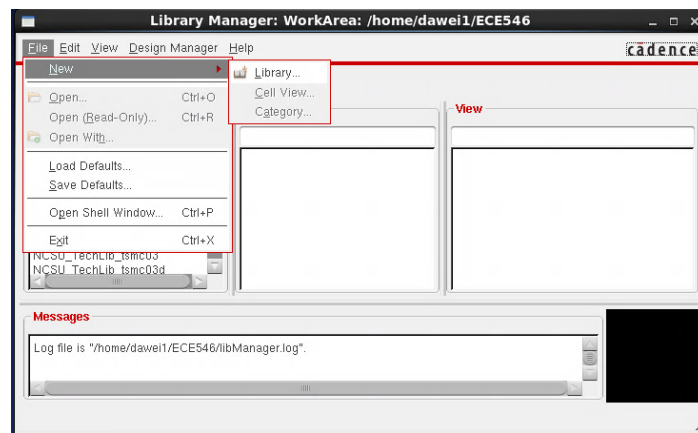 Library Manager: WorkArea: /home/dawei1/ECE546
File Edit View Design Manager Help
cādence
New
Library...
Cell View...
Category...
Open... Ctrl+O
Open (Read-Only)... Ctrl+R
Open With...
Load Defaults...
Save Defaults...
Open Shell Window... Ctrl+P
Exit Ctrl+X
View
NCSU_TechLib_tsmc03
NCSU_TechLib_tsmc03d
Messages
Log file is "/home/dawei1/ECE546/libManager.log".